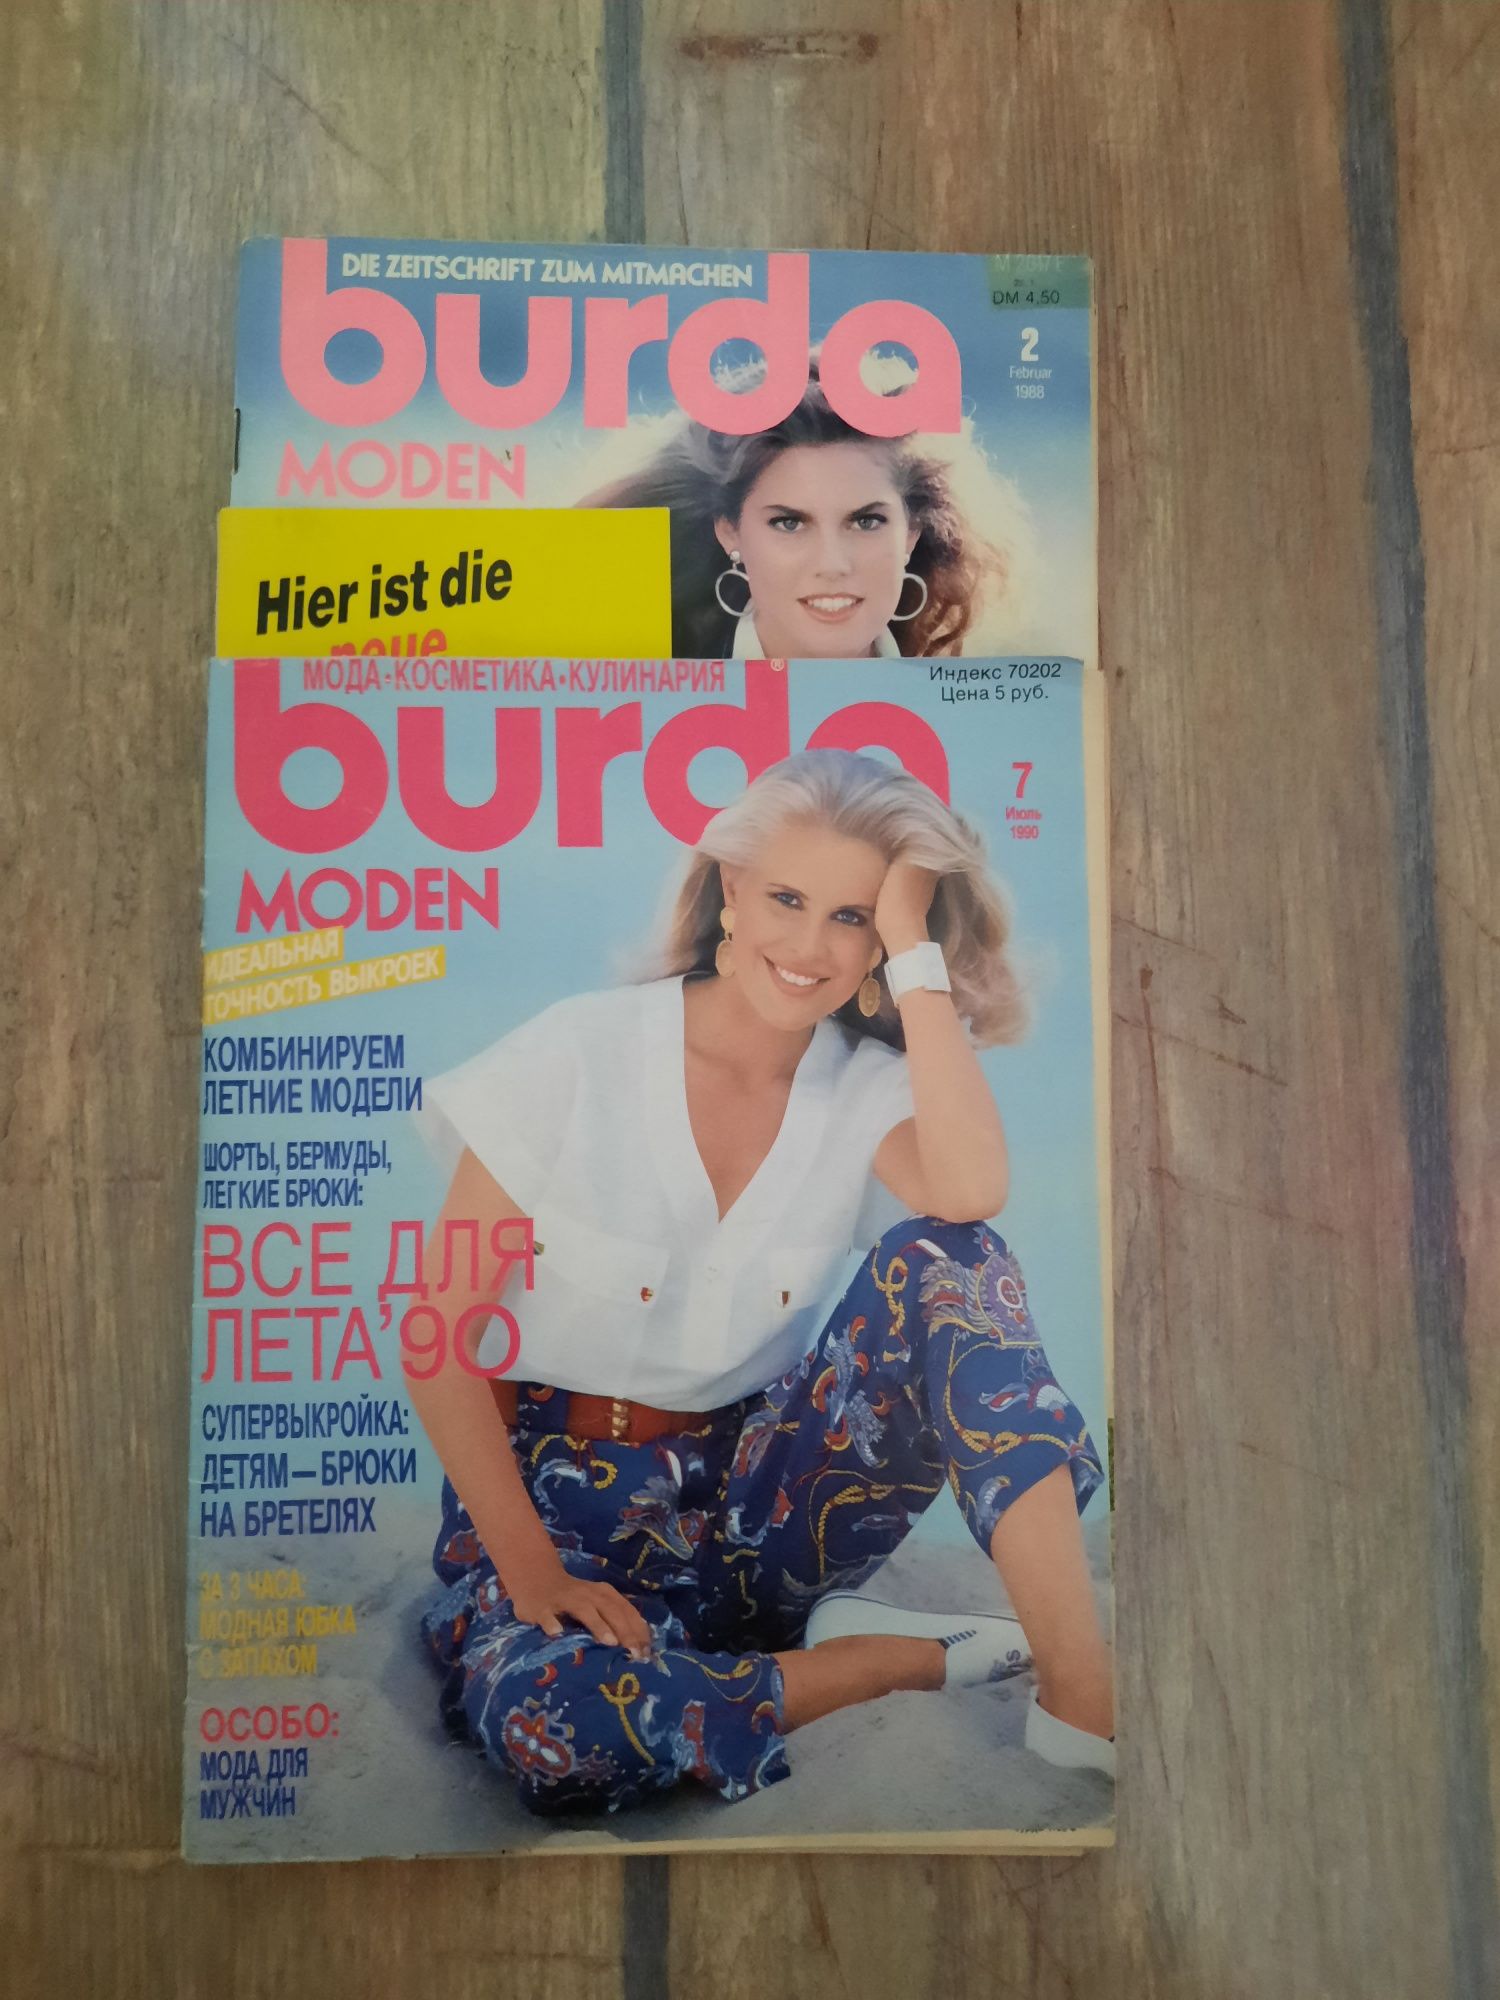 DIE ZEITSCHRIFT ZUM MITMACHEN
burda
DM 4,50
2
Februar
1988
MODEN
Hier ist die
neue
МОДА·КОСМЕТИКА·КУЛИНАРИЯ
Индекс 70202
Цена 5 руб.
burda
®
7
Июль
1990
MODEN
ИДЕАЛЬНАЯ
ТОЧНОСТЬ ВЫКРОЕК
КОМБИНИРУЕМ
ЛЕТНИЕ МОДЕЛИ
ШОРТЫ, БЕРМУДЫ,
ЛЕГКИЕ БРЮКИ:
ВСЕ ДЛЯ
ЛЕТА'90
СУПЕРВЫКРОЙКА:
ДЕТЯМ—БРЮКИ
НА БРЕТЕЛЯХ
ЗА 3 ЧАСА:
МОДНАЯ ЮБКА
С ЗАПАХОМ
ОСОБО:
МОДА ДЛЯ
МУЖЧИН